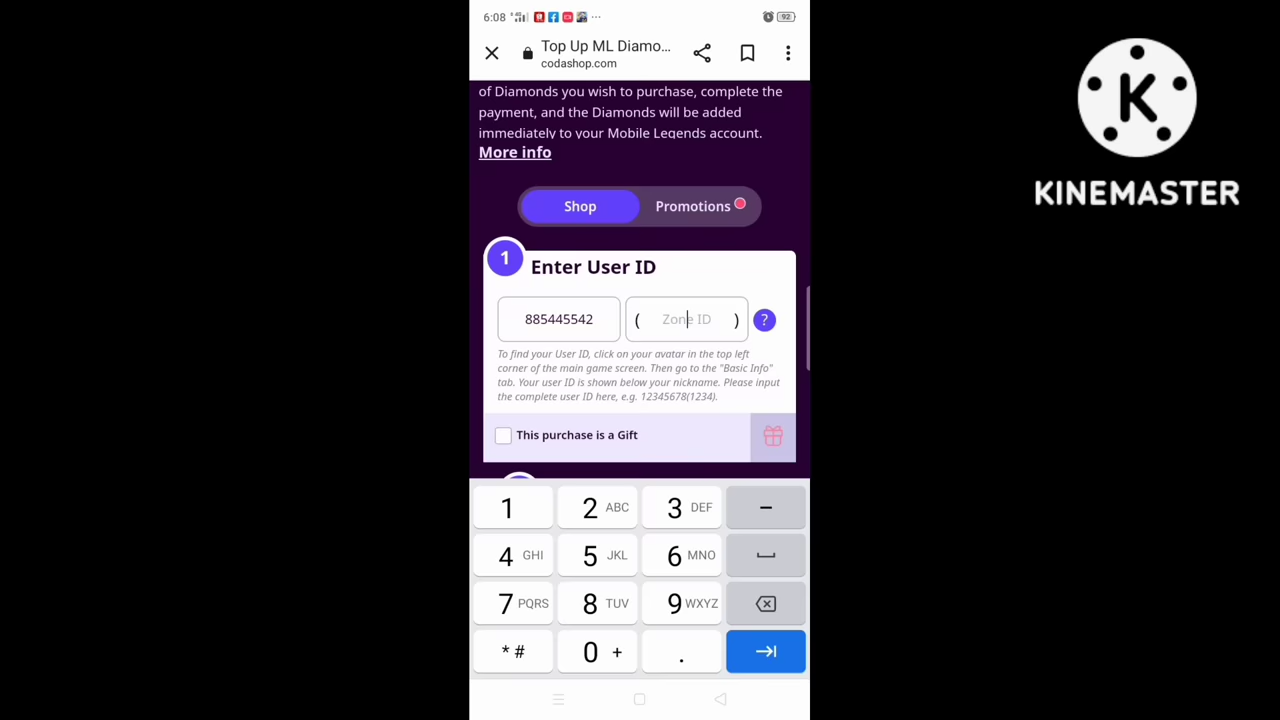 6:08
92
Top Up ML Diamo...
codashop.com
of Diamonds you wish to purchase, complete the
payment, and the Diamonds will be added
immediately to your Mobile Legends account.
More info
Shop
Promotions
1
Enter User ID
885445542
( Zone ID )
?
To find your User ID, click on your avatar in the top left
corner of the main game screen. Then go to the "Basic Info"
tab. Your user ID is shown below your nickname. Please input
the complete user ID here, e.g. 12345678(1234).
This purchase is a Gift
1 2 ABC 3 DEF –
4 GHI 5 JKL 6 MNO
7 PQRS 8 TUV 9 WXYZ
* # 0 + .
K
KINEMASTER